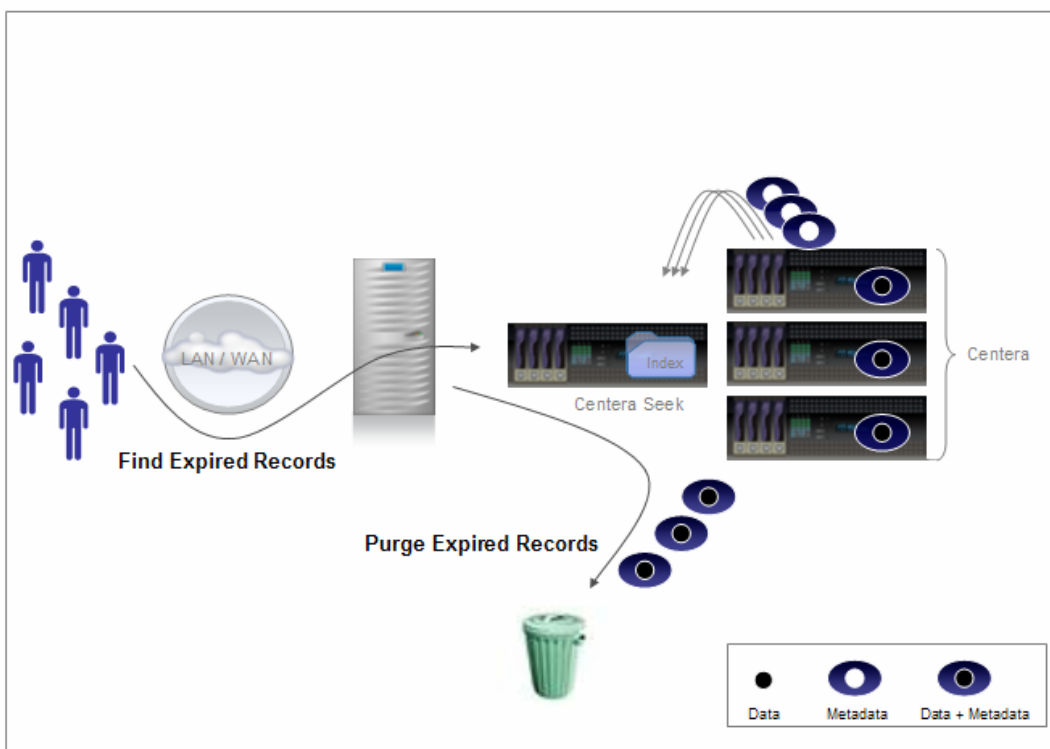 LAN / WAN
Index
Centera Seek
Centera
Find Expired Records
Purge Expired Records
Data
Metadata
Data + Metadata